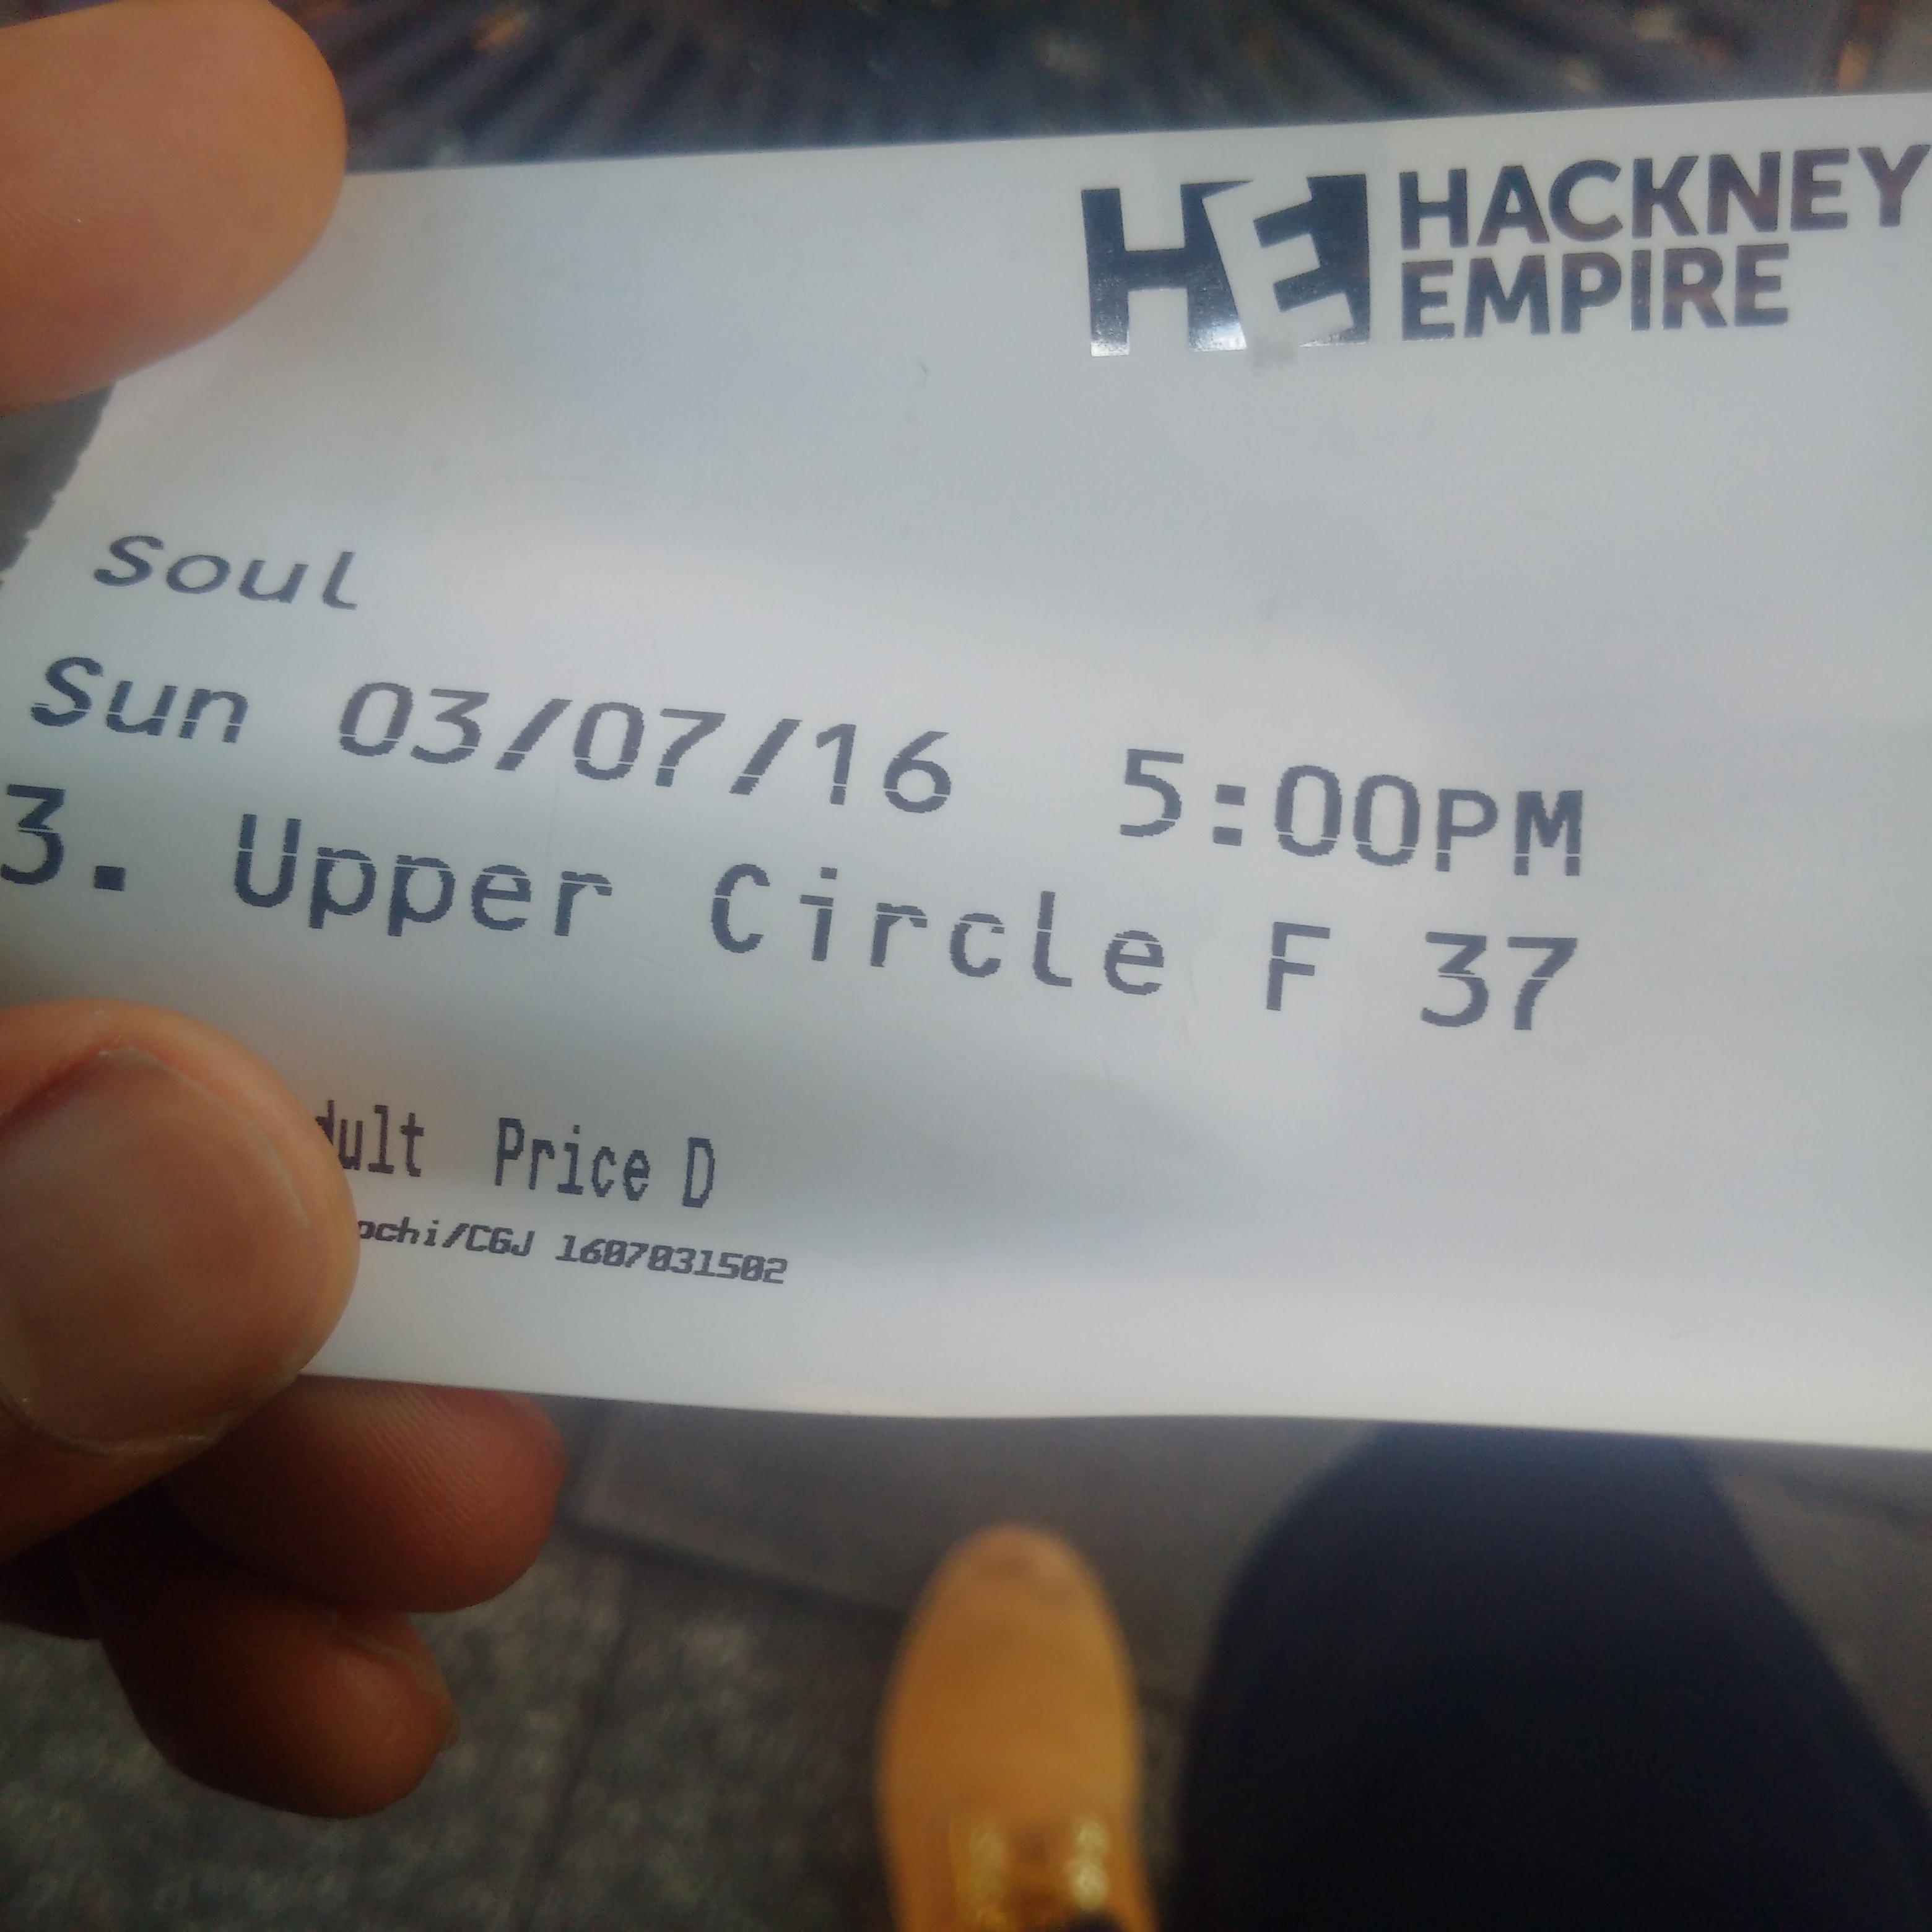 HE HACKNEY
EMPIRE
Soul
Sun 03/07/16 5:00PM
3. Upper Circle F 37
dult Price D
ochi/CGJ 1607031502